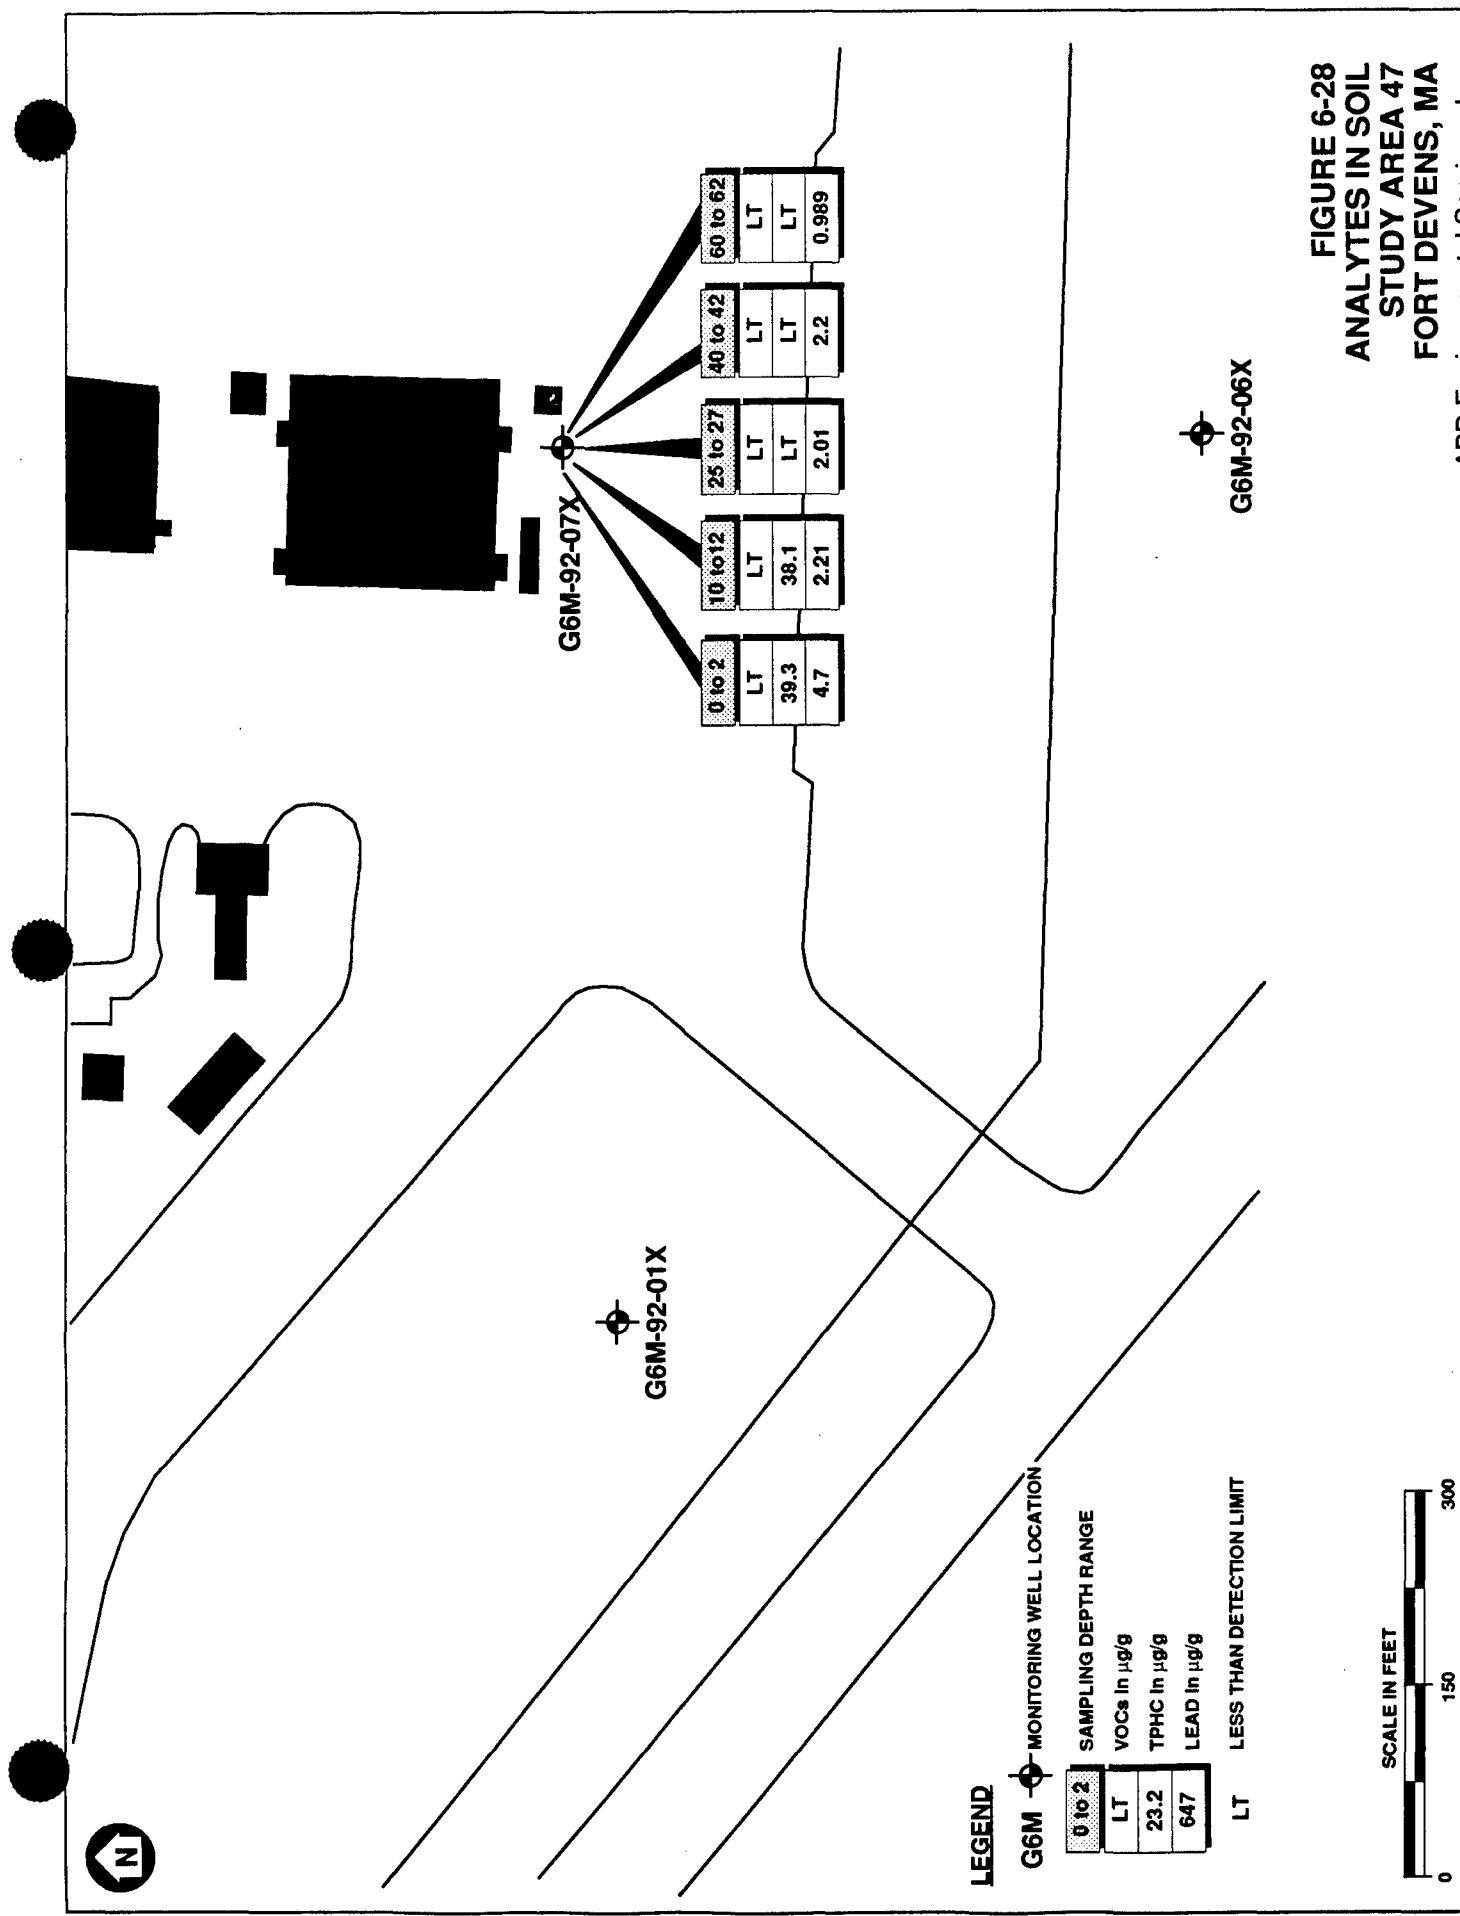 N
G6M-92-07X
0 to 2
LT
39.3
4.7
10 to12
LT
38.1
2.21
25 to 27
LT
LT
2.01
40 to 42
LT
LT
2.2
60 to 62
LT
LT
0.989
G6M-92-01X
G6M-92-06X
LEGEND
G6M MONITORING WELL LOCATION
0 to 2 SAMPLING DEPTH RANGE
LT VOCs in µg/g
23.2 TPHC in µg/g
647 LEAD in µg/g
LT LESS THAN DETECTION LIMIT
SCALE IN FEET
0 150 300
FIGURE 6-28
ANALYTES IN SOIL
STUDY AREA 47
FORT DEVENS, MA